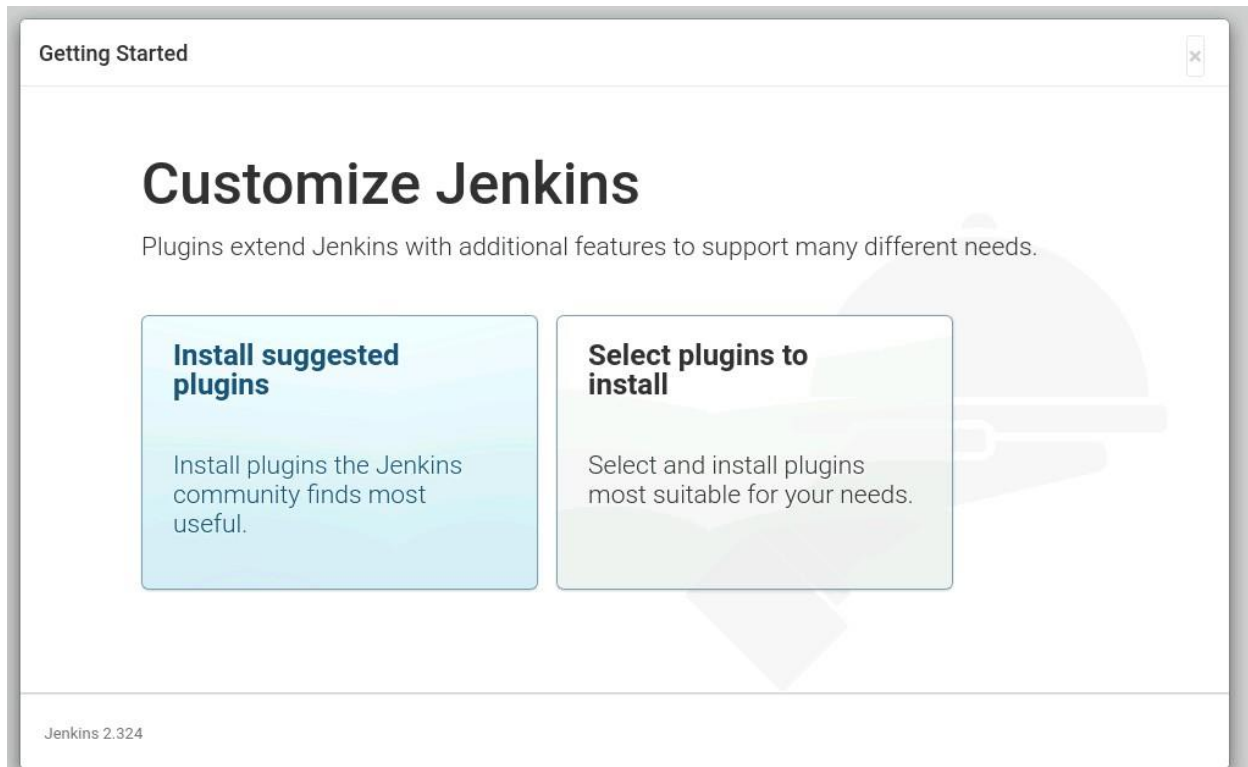 Getting Started
×
Customize Jenkins
Plugins extend Jenkins with additional features to support many different needs.
Install suggested
plugins
Install plugins the Jenkins
community finds most
useful.
Select plugins to
install
Select and install plugins
most suitable for your needs.
Jenkins 2.324